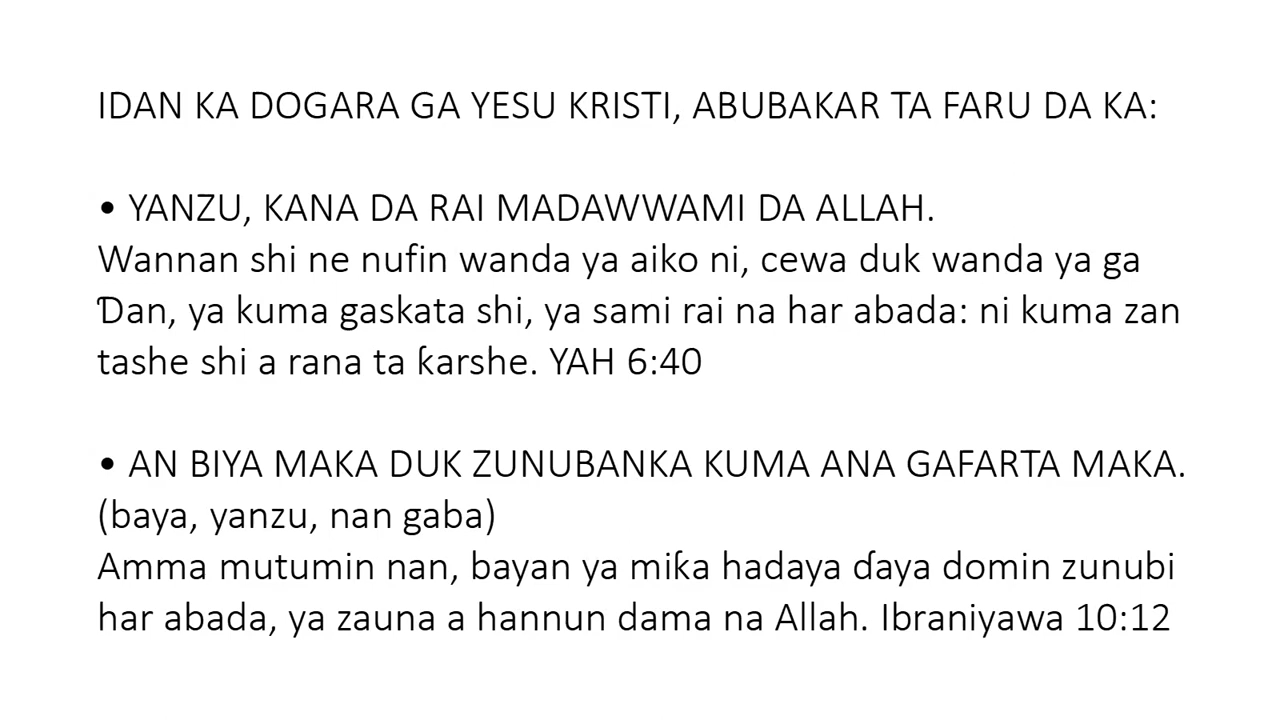 IDAN KA DOGARA GA YESU KRISTI, ABUBAKAR TA FARU DA KA:
• YANZU, KANA DA RAI MADAWWAMI DA ALLAH.
Wannan shi ne nufin wanda ya aiko ni, cewa duk wanda ya ga
Ɗan, ya kuma gaskata shi, ya sami rai na har abada: ni kuma zan
tashe shi a rana ta ƙarshe. YAH 6:40
• AN BIYA MAKA DUK ZUNUBANKA KUMA ANA GAFARTA MAKA.
(baya, yanzu, nan gaba)
Amma mutumin nan, bayan ya miƙa hadaya ɗaya domin zunubi
har abada, ya zauna a hannun dama na Allah. Ibraniyawa 10:12